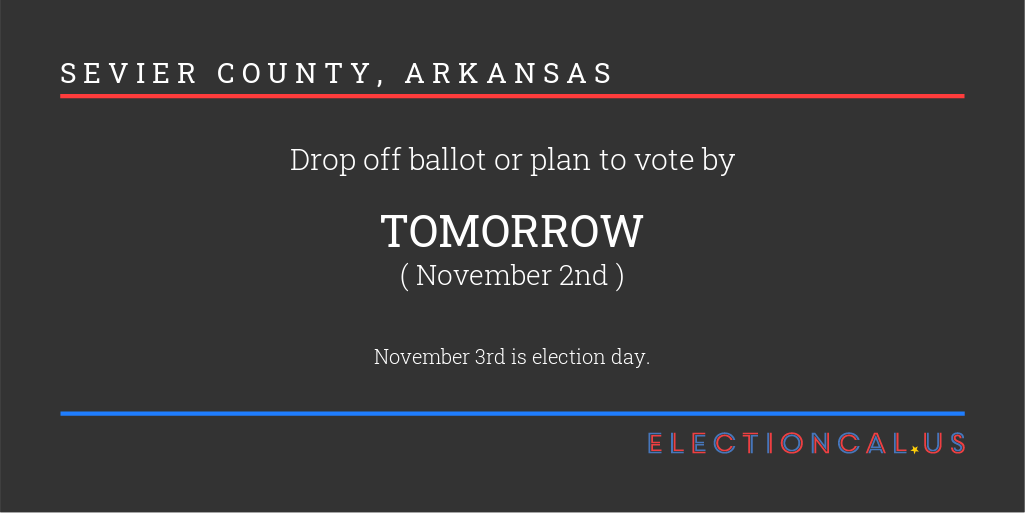 SEVIER COUNTY, ARKANSAS
Drop off ballot or plan to vote by
TOMORROW
( November 2nd )
November 3rd is election day.
ELECTIONCAL.US